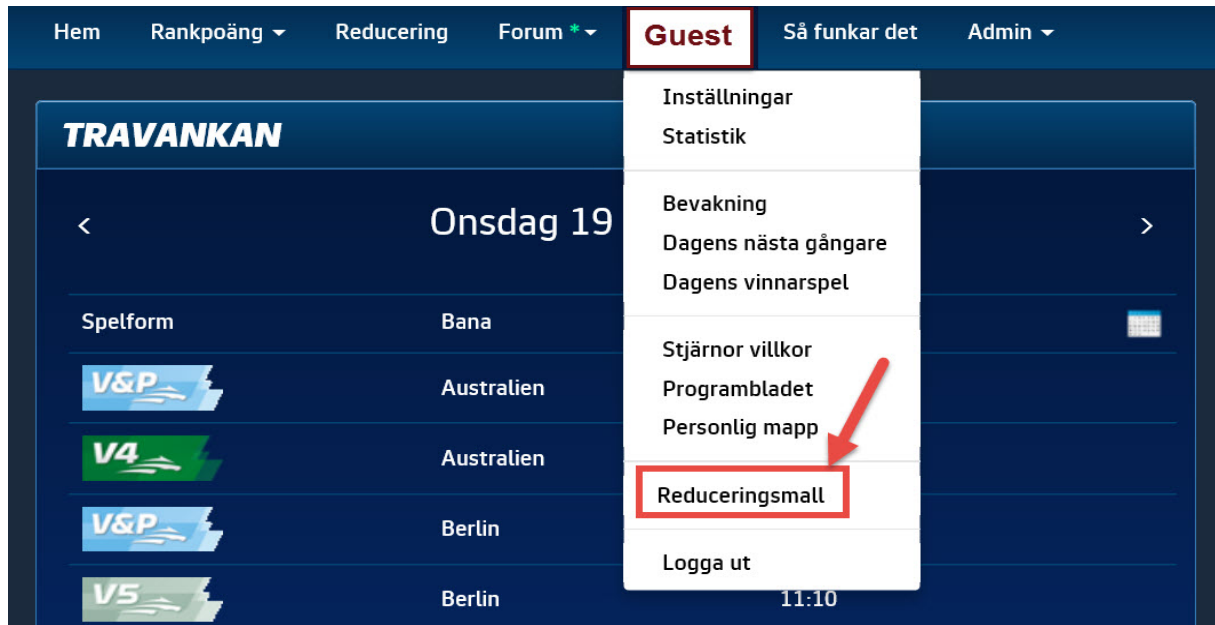 Hem Rankpoäng Reducering Forum * Guest Så funkar det Admin
Inställningar
TRAVANKAN
Statistik
Bevakning
< Onsdag 19 >
Dagens nästa gångare
Dagens vinnarspel
Spelform Bana
Stjärnor villkor
V&P Australien
Programbladet
Personlig mapp
V4 Australien
Reduceringsmall
V&P Berlin
Logga ut
V5 Berlin 11:10